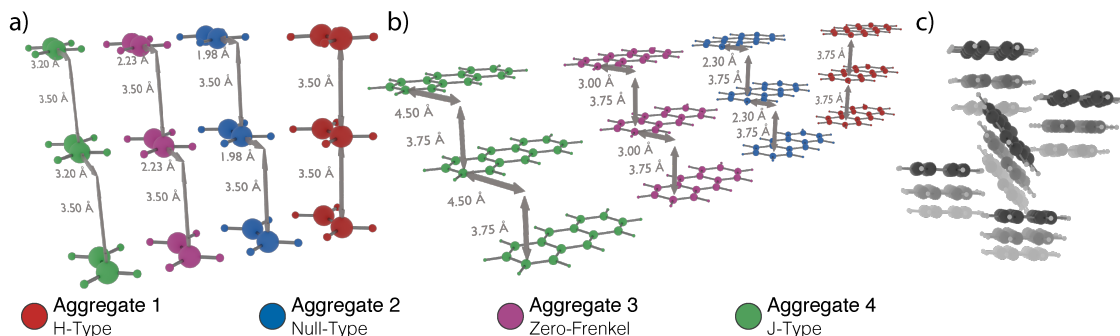 a)
3.20 Å
3.50 Å
3.20 Å
3.50 Å
2.23 Å
3.50 Å
2.23 Å
3.50 Å
1.98 Å
3.50 Å
1.98 Å
3.50 Å
3.50 Å
3.50 Å
b)
4.50 Å
3.75 Å
4.50 Å
3.75 Å
3.00 Å
3.75 Å
3.00 Å
3.75 Å
2.30 Å
3.75 Å
2.30 Å
3.75 Å
3.75 Å
3.75 Å
c)
Aggregate 1
H-Type
Aggregate 2
Null-Type
Aggregate 3
Zero-Frenkel
Aggregate 4
J-Type